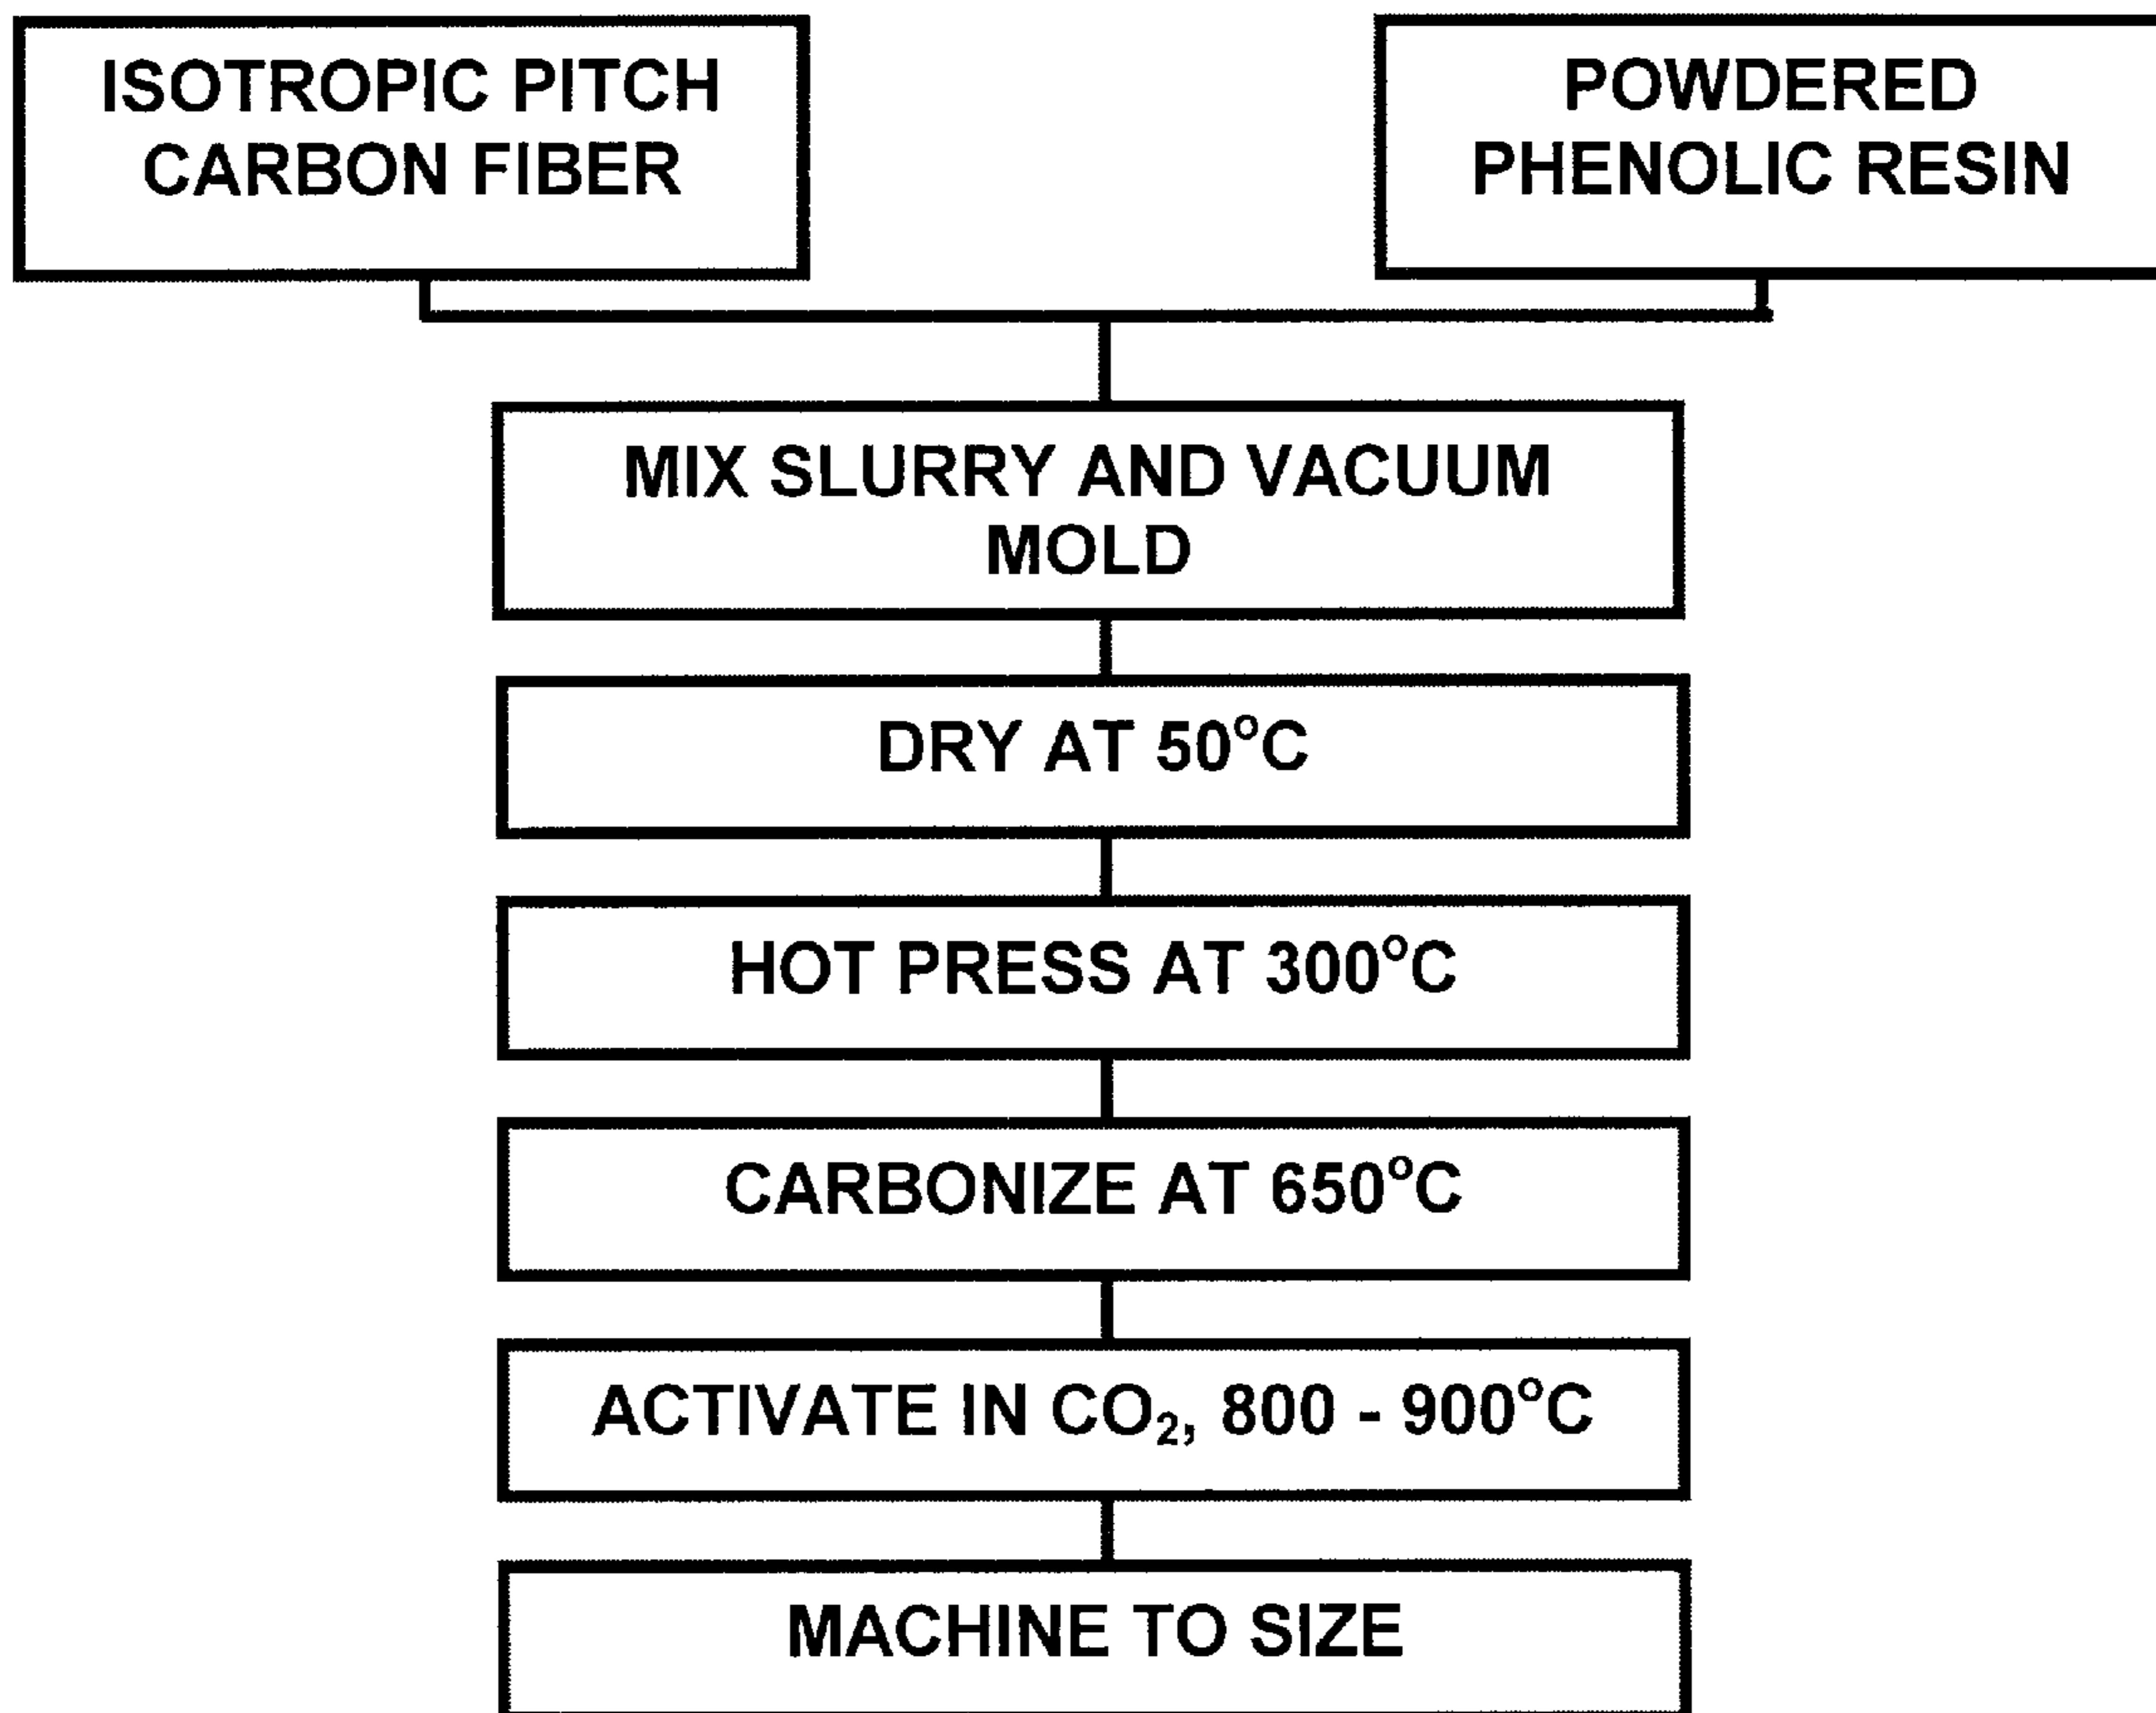 ISOTROPIC PITCH
CARBON FIBER
POWDERED
PHENOLIC RESIN
MIX SLURRY AND VACUUM
MOLD
DRY AT 50°C
HOT PRESS AT 300°C
CARBONIZE AT 650°C
ACTIVATE IN CO₂, 800 - 900°C
MACHINE TO SIZE